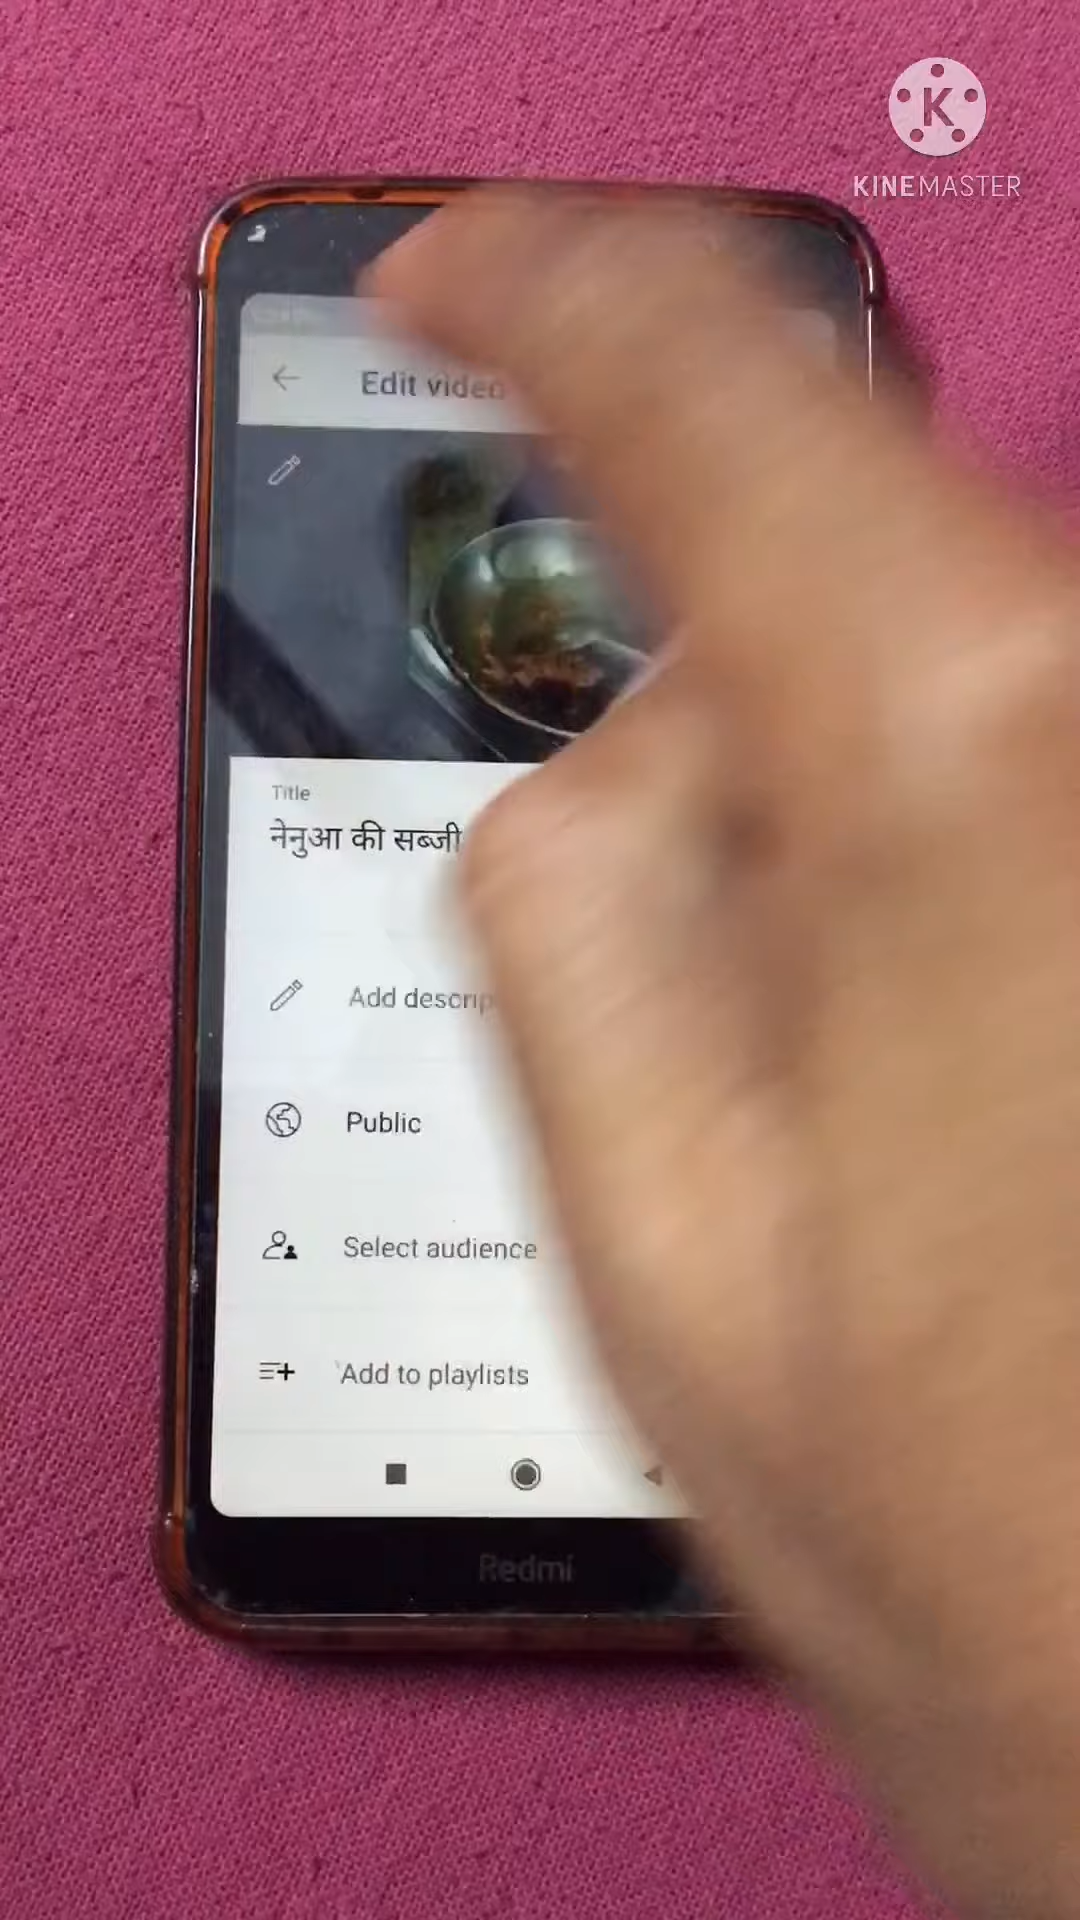 K
KINEMASTER
Edit video
Title
नेनुआ की सब्जी
Add descrip
Public
Select audience
Add to playlists
Redmi